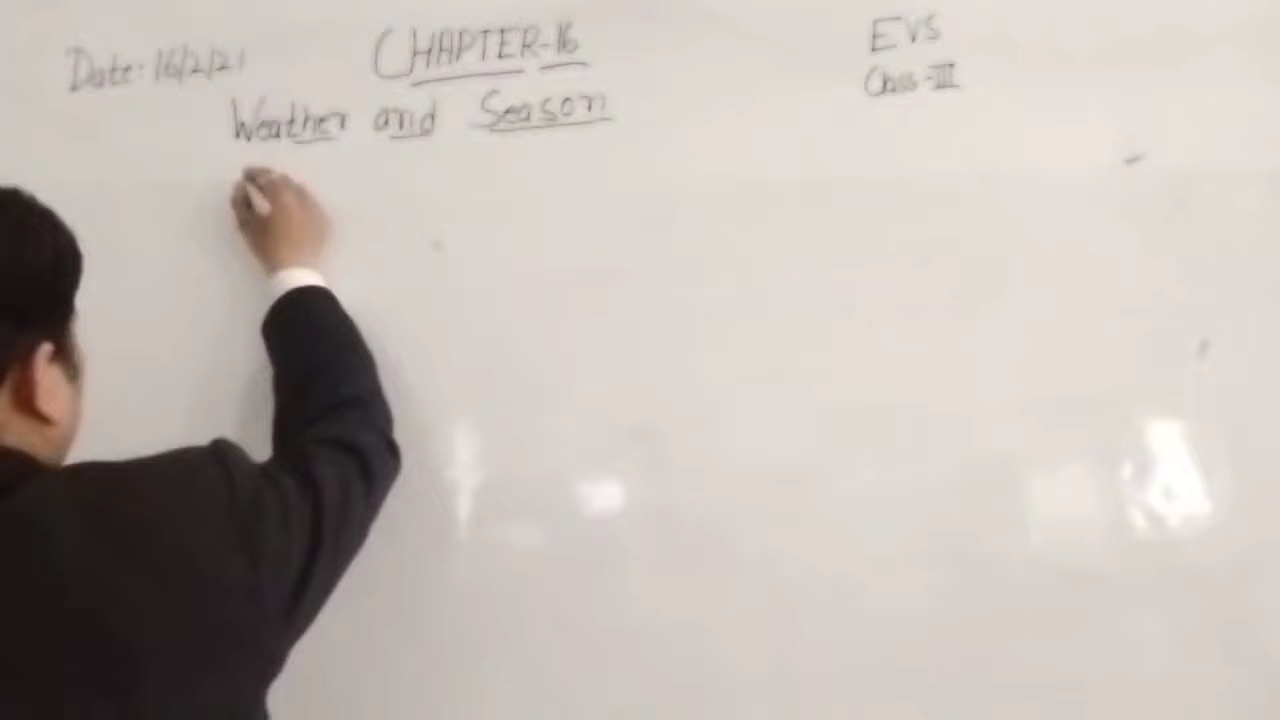 Date: 16/2/21
CHAPTER-16
EVS
Class-III
Weather and Season